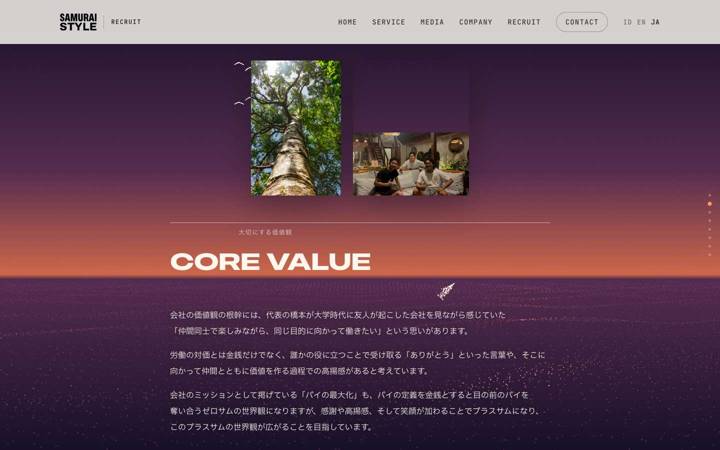 SAMURAI
STYLE
RECRUIT
HOME
SERVICE
MEDIA
COMPANY
RECRUIT
CONTACT
ID EN JA
大切にする価値観
CORE VALUE
会社の価値観の根幹には、代表の橋本が大学時代に友人が起こした会社を見ながら感じていた
「仲間同士で楽しみながら、同じ目的に向かって働きたい」という思いがあります。
労働の対価とは金銭だけでなく、誰かの役に立つことで受け取る「ありがとう」といった言葉や、そこに
向かって仲間とともに価値を作る過程での高揚感があると考えています。
会社のミッションとして掲げている「パイの最大化」も、パイの定義を金銭とすると目の前のパイを
奪い合うゼロサムの世界観になりますが、感謝や高揚感、そして笑顔が加わることでプラスサムになり、
このプラスサムの世界観が広がることを目指しています。